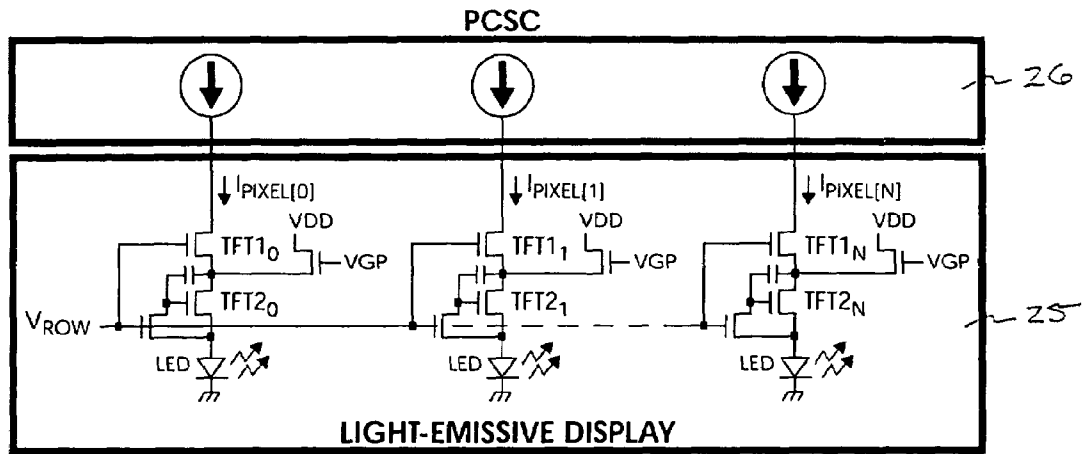 PCSC
26
IPIXEL[0] IPIXEL[1] IPIXEL[N]
VDD VDD VDD
TFT10 TFT11 TFT1N
VGP VGP VGP
TFT20 TFT21 TFT2N
VROW
25
LED LED LED
LIGHT-EMISSIVE DISPLAY